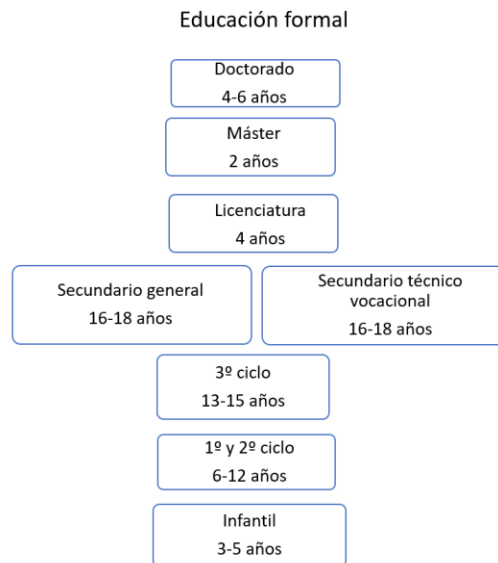 Educación formal
Doctorado
4-6 años
Máster
2 años
Licenciatura
4 años
Secundario general
16-18 años
Secundario técnico
vocacional
16-18 años
3º ciclo
13-15 años
1º y 2º ciclo
6-12 años
Infantil
3-5 años